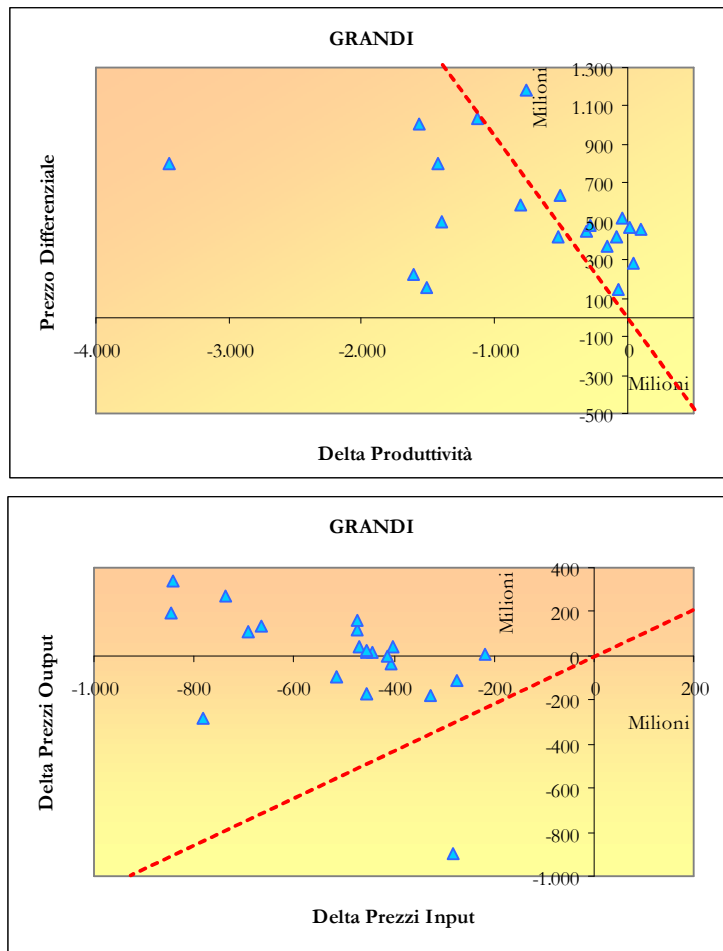 GRANDI
1.300
1.100
900
700
500
300
100
-100
-300
-500
Milioni
Prezzo Differenziale
-4.000 -3.000 -2.000 -1.000 0
Milioni
Delta Produttività
GRANDI
400
200
0
-200
-400
-600
-800
-1.000
Milioni
Delta Prezzi Output
-1.000 -800 -600 -400 -200 0 200
Milioni
Delta Prezzi Input